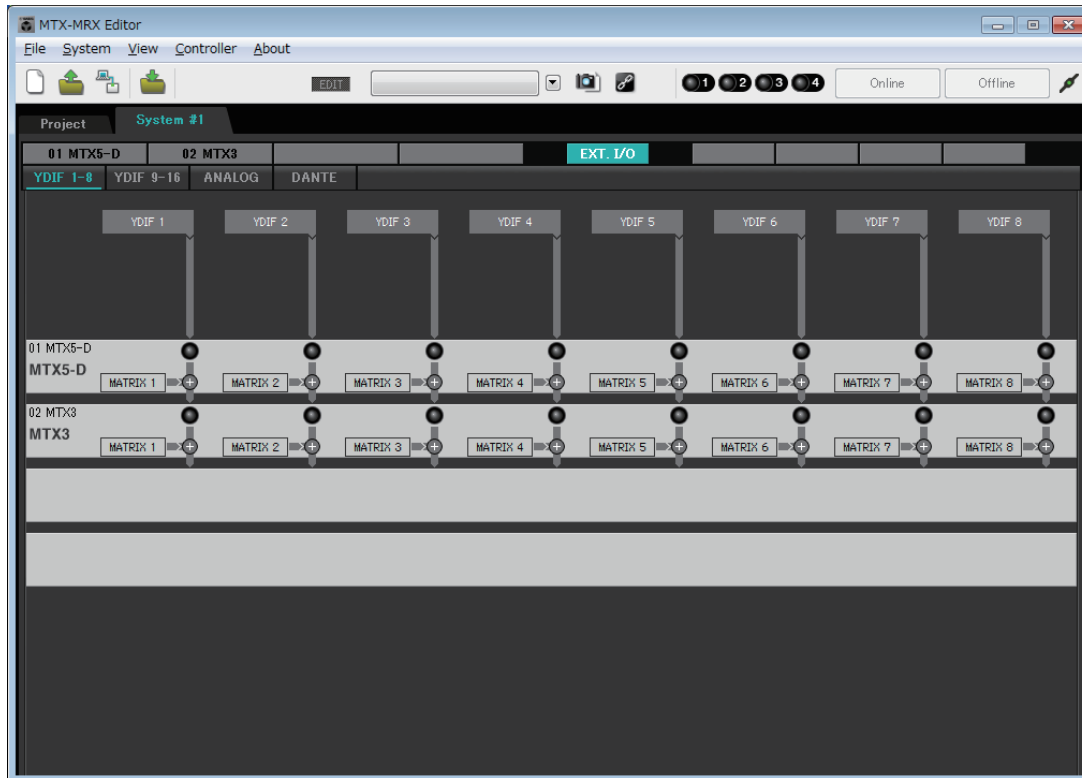 MTX-MRX Editor
File System View Controller About
EDIT 1 2 3 4 Online Offline
Project System #1
01 MTX5-D 02 MTX3 EXT. I/O
YDIF 1-8 YDIF 9-16 ANALOG DANTE
YDIF 1 YDIF 2 YDIF 3 YDIF 4 YDIF 5 YDIF 6 YDIF 7 YDIF 8
01 MTX5-D
MTX5-D
MATRIX 1 MATRIX 2 MATRIX 3 MATRIX 4 MATRIX 5 MATRIX 6 MATRIX 7 MATRIX 8
02 MTX3
MTX3
MATRIX 1 MATRIX 2 MATRIX 3 MATRIX 4 MATRIX 5 MATRIX 6 MATRIX 7 MATRIX 8